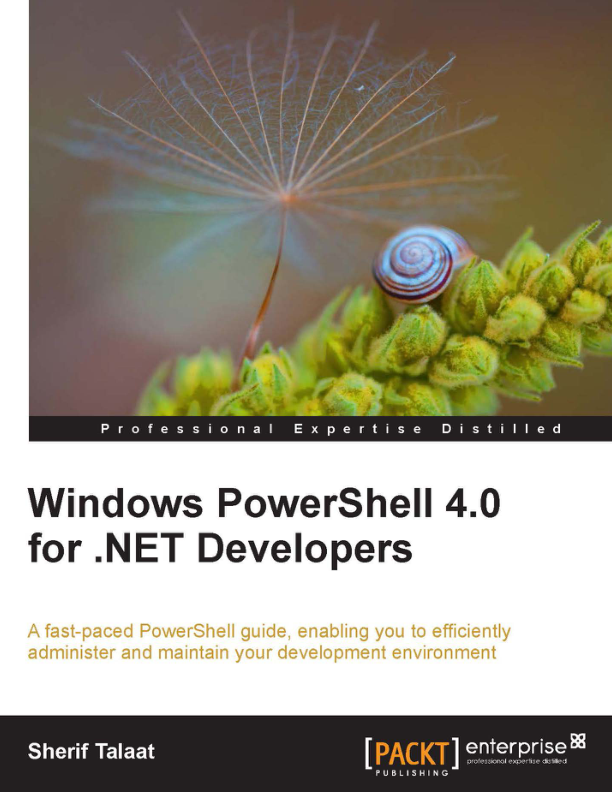 Professional Expertise Distilled
Windows PowerShell 4.0
for .NET Developers
A fast-paced PowerShell guide, enabling you to efficiently
administer and maintain your development environment
Sherif Talaat
[PACKT] enterprise
PUBLISHING
professional expertise distilled